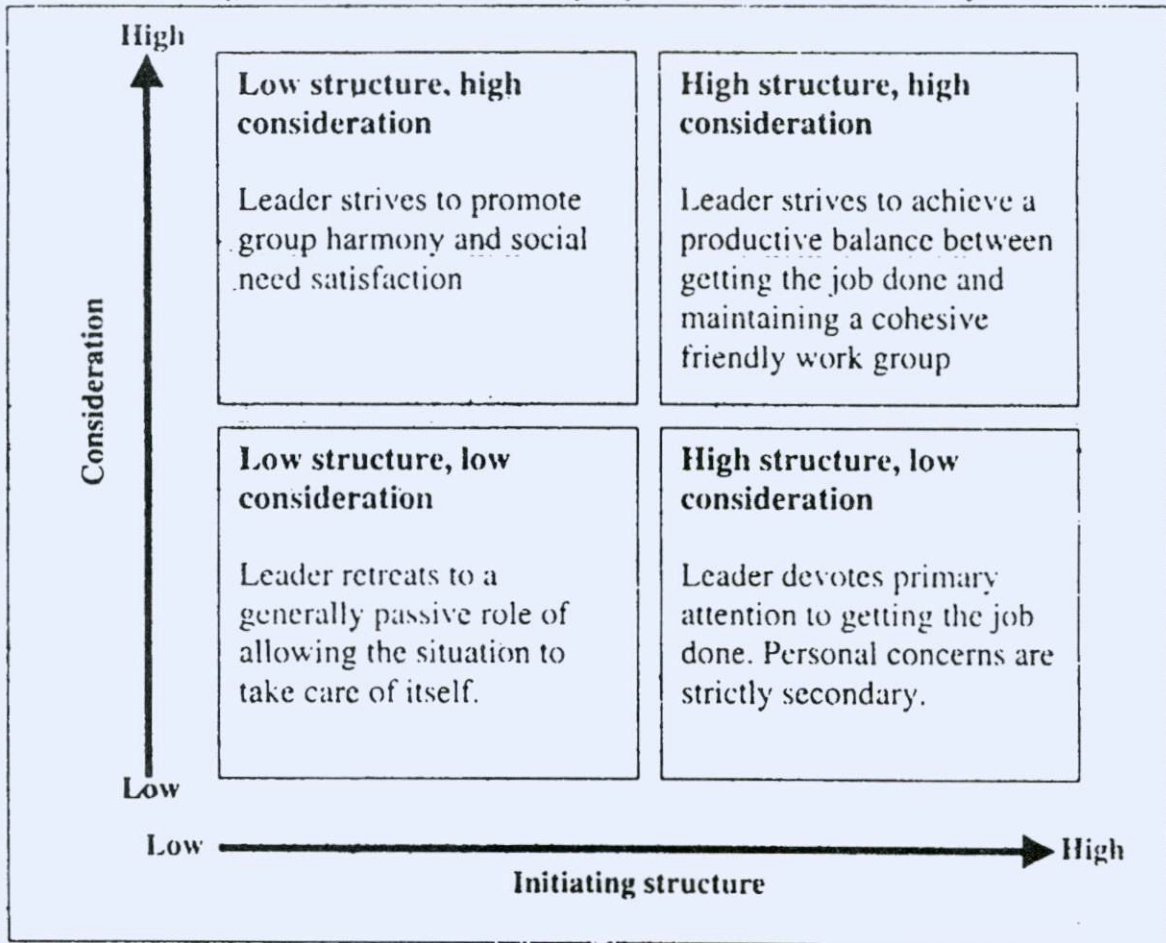 High
Low structure, high
consideration
Leader strives to promote
group harmony and social
need satisfaction
High structure, high
consideration
Leader strives to achieve a
productive balance between
getting the job done and
maintaining a cohesive
friendly work group
Consideration
Low structure, low
consideration
Leader retreats to a
generally passive role of
allowing the situation to
take care of itself.
High structure, low
consideration
Leader devotes primary
attention to getting the job
done. Personal concerns are
strictly secondary.
Low
Low
High
Initiating structure